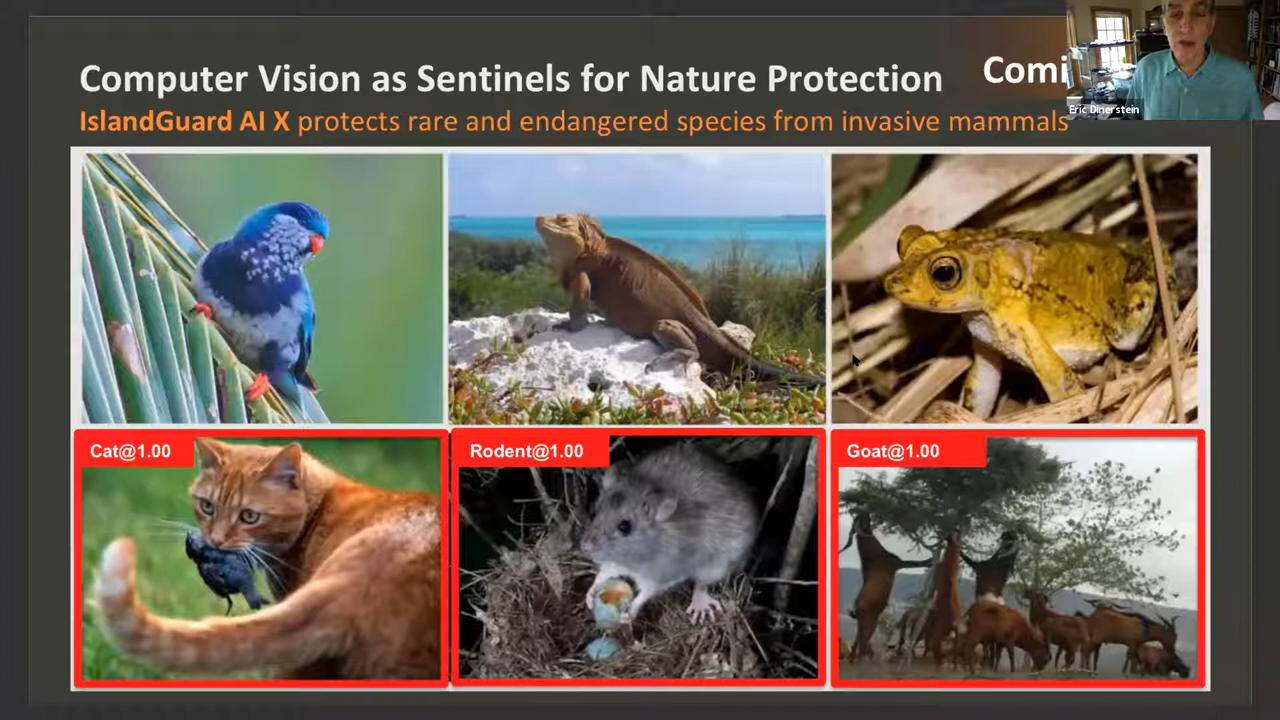 Computer Vision as Sentinels for Nature Protection
Comi
Eric Dinerstein
IslandGuard AI X protects rare and endangered species from invasive mammals
Cat@1.00
Rodent@1.00
Goat@1.00